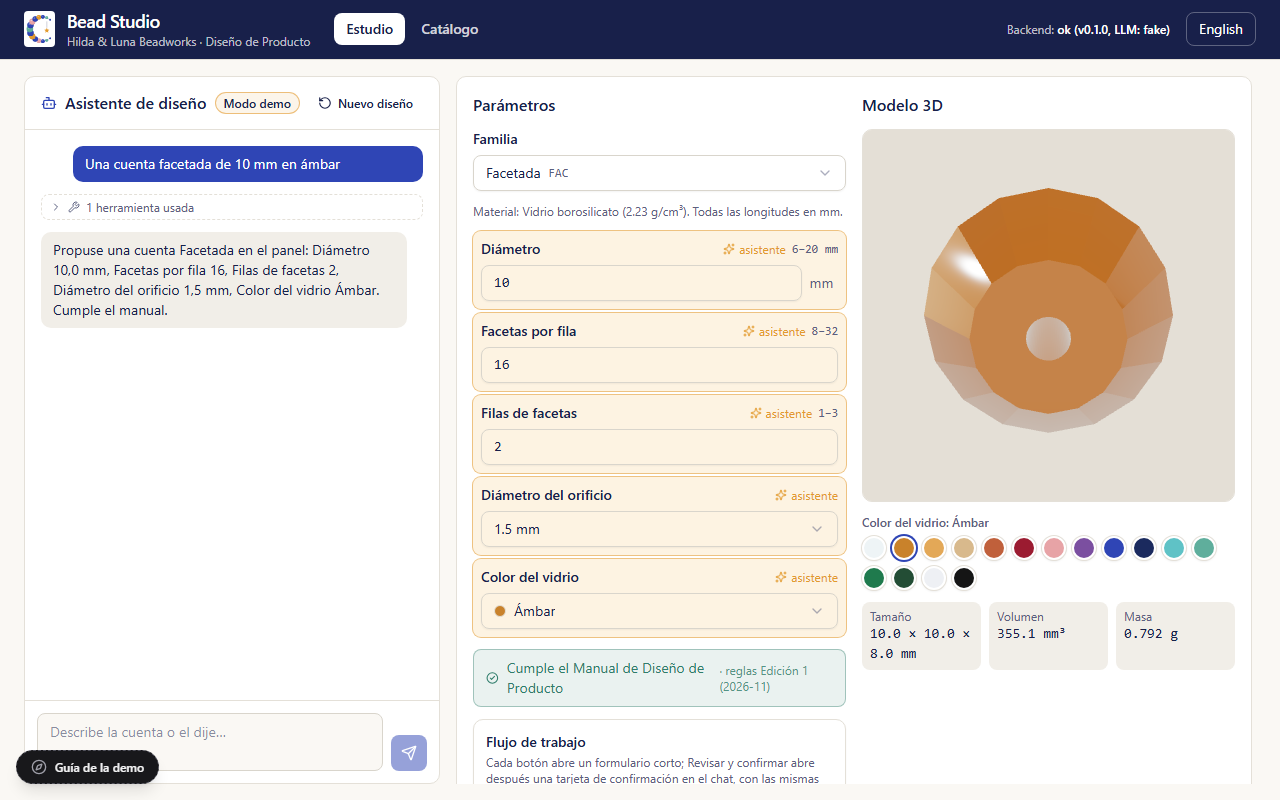 Bead Studio
Hilda & Luna Beadworks · Diseño de Producto
Estudio
Catálogo
Backend: ok (v0.1.0, LLM: fake)
English
Asistente de diseño
Modo demo
Nuevo diseño
Una cuenta facetada de 10 mm en ámbar
1 herramienta usada
Propuse una cuenta Facetada en el panel: Diámetro
10,0 mm, Facetas por fila 16, Filas de facetas 2,
Diámetro del orificio 1,5 mm, Color del vidrio Ámbar.
Cumple el manual.
Describe la cuenta o el dije...
Guía de la demo
Parámetros
Familia
Facetada FAC
Material: Vidrio borosilicato (2.23 g/cm³). Todas las longitudes en mm.
Diámetro
asistente 6–20 mm
10
mm
Facetas por fila
asistente 8–32
16
Filas de facetas
asistente 1–3
2
Diámetro del orificio
asistente
1.5 mm
Color del vidrio
asistente
Ámbar
Cumple el Manual de Diseño de
Producto
· reglas Edición 1
(2026-11)
Flujo de trabajo
Cada botón abre un formulario corto; Revisar y confirmar abre
después una tarjeta de confirmación en el chat, con las mismas
Modelo 3D
Color del vidrio: Ámbar
Tamaño
10.0 × 10.0 ×
8.0 mm
Volumen
355.1 mm³
Masa
0.792 g